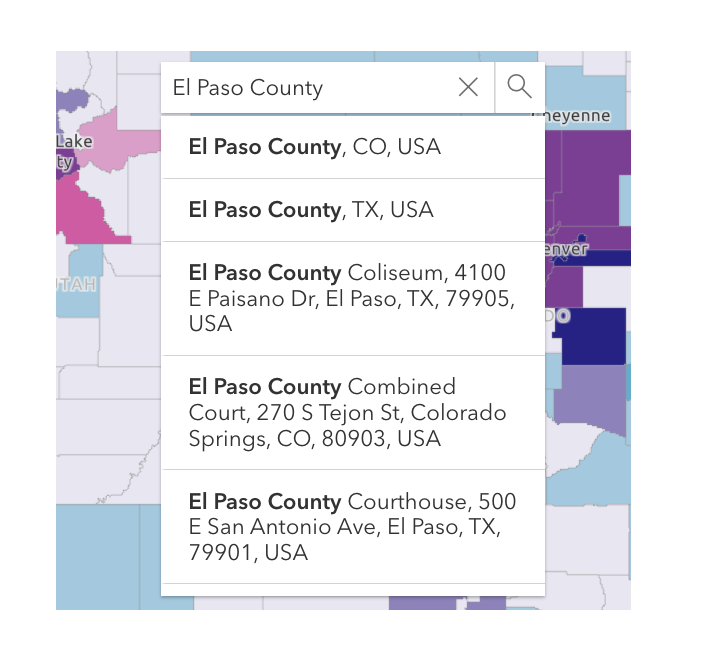 El Paso County
heyenne
Lake
ty
El Paso County, CO, USA
El Paso County, TX, USA
enver
El Paso County Coliseum, 4100
E Paisano Dr, El Paso, TX, 79905,
USA
UTAH
DO
El Paso County Combined
Court, 270 S Tejon St, Colorado
Springs, CO, 80903, USA
El Paso County Courthouse, 500
E San Antonio Ave, El Paso, TX,
79901, USA